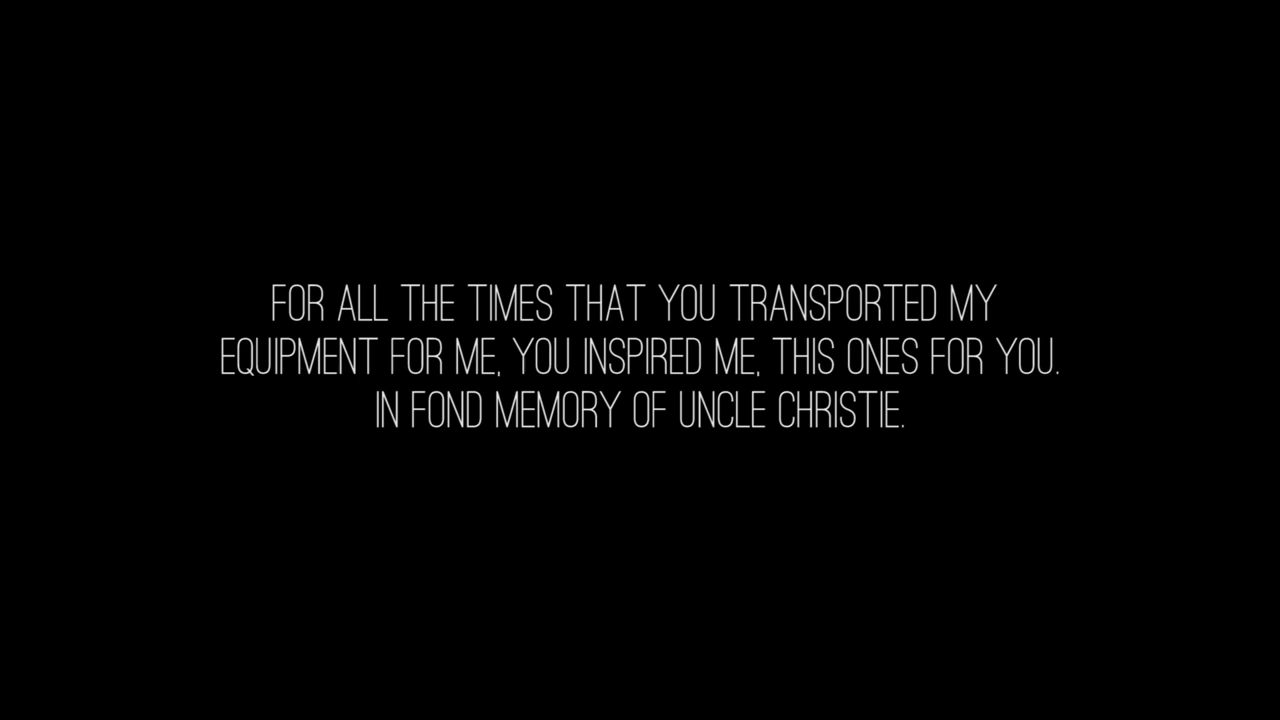 FOR ALL THE TIMES THAT YOU TRANSPORTED MY
EQUIPMENT FOR ME, YOU INSPIRED ME, THIS ONES FOR YOU.
IN FOND MEMORY OF UNCLE CHRISTIE.